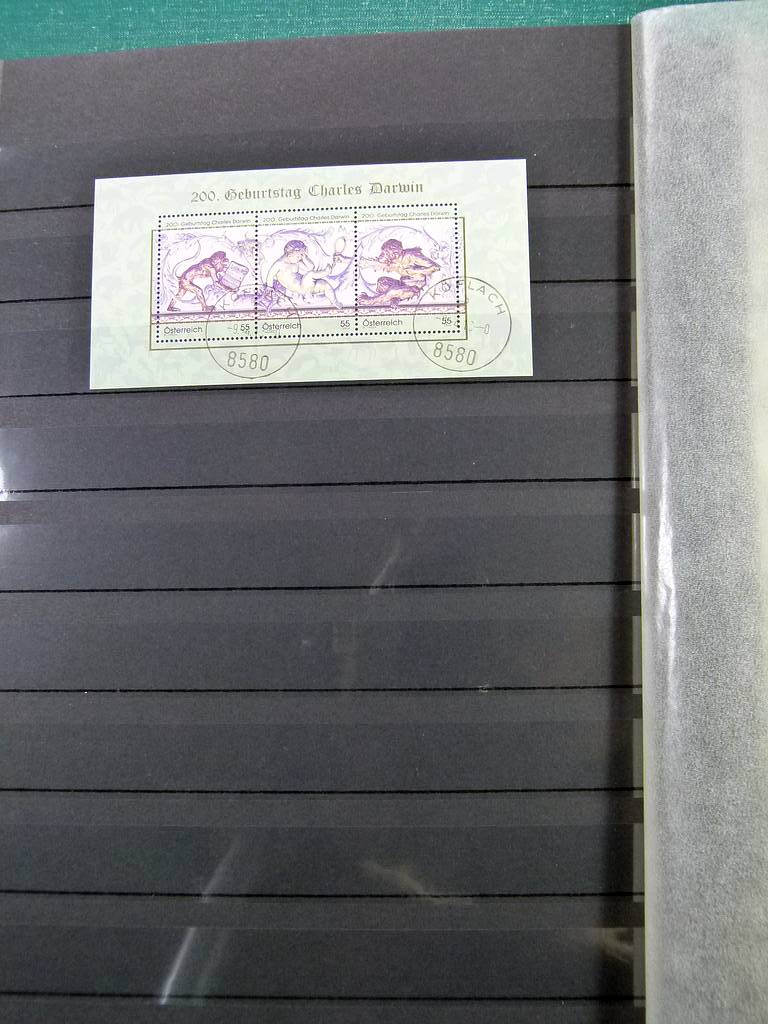 200. Geburtstag Charles Darwin
200. Geburtstag Charles Darwin 200. Geburtstag Charles Darwin 200. Geburtstag Charles Darwin
KÖFLACH
Österreich 55 Österreich 55 Österreich 55
8580 8580